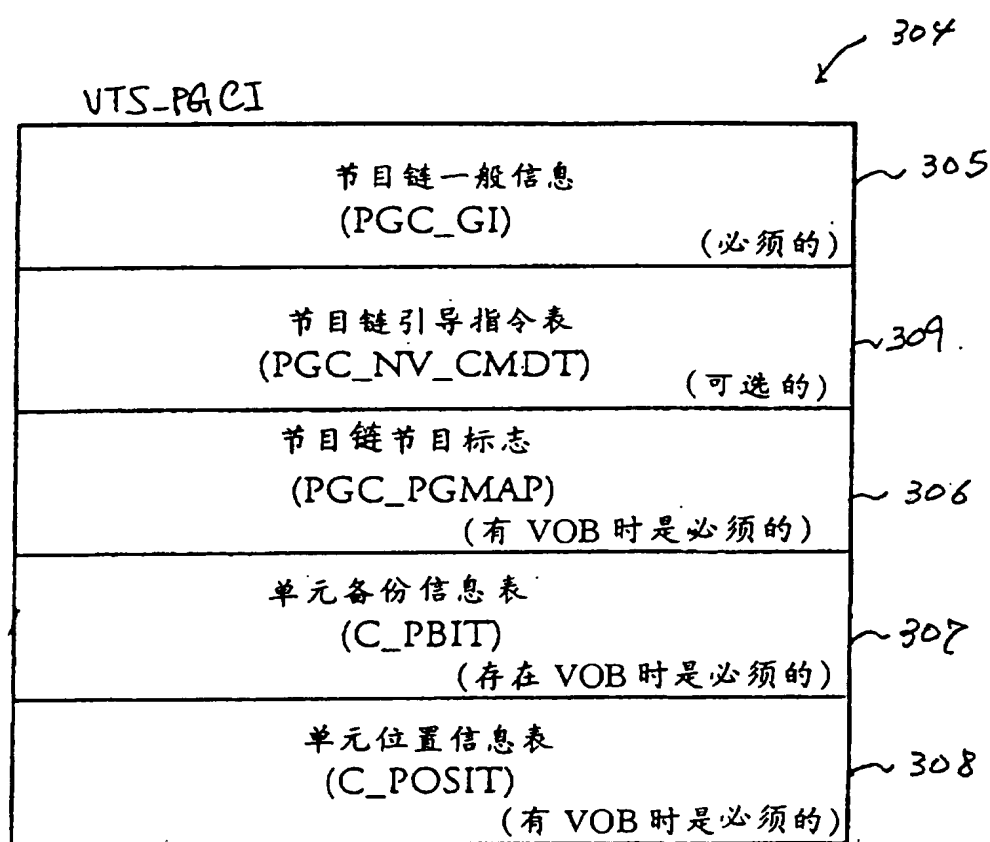 304
VTS-PGCI
节目链一般信息
(PGC_GI)
(必须的)
305
节目链引导指令表
(PGC_NV_CMDT)
(可选的)
309.
节目链节目标志
(PGC_PGMAP)
(有 VOB 时是必须的)
306
单元备份信息表
(C_PBIT)
(存在 VOB 时是必须的)
307
单元位置信息表
(C_POSIT)
(有 VOB 时是必须的)
308